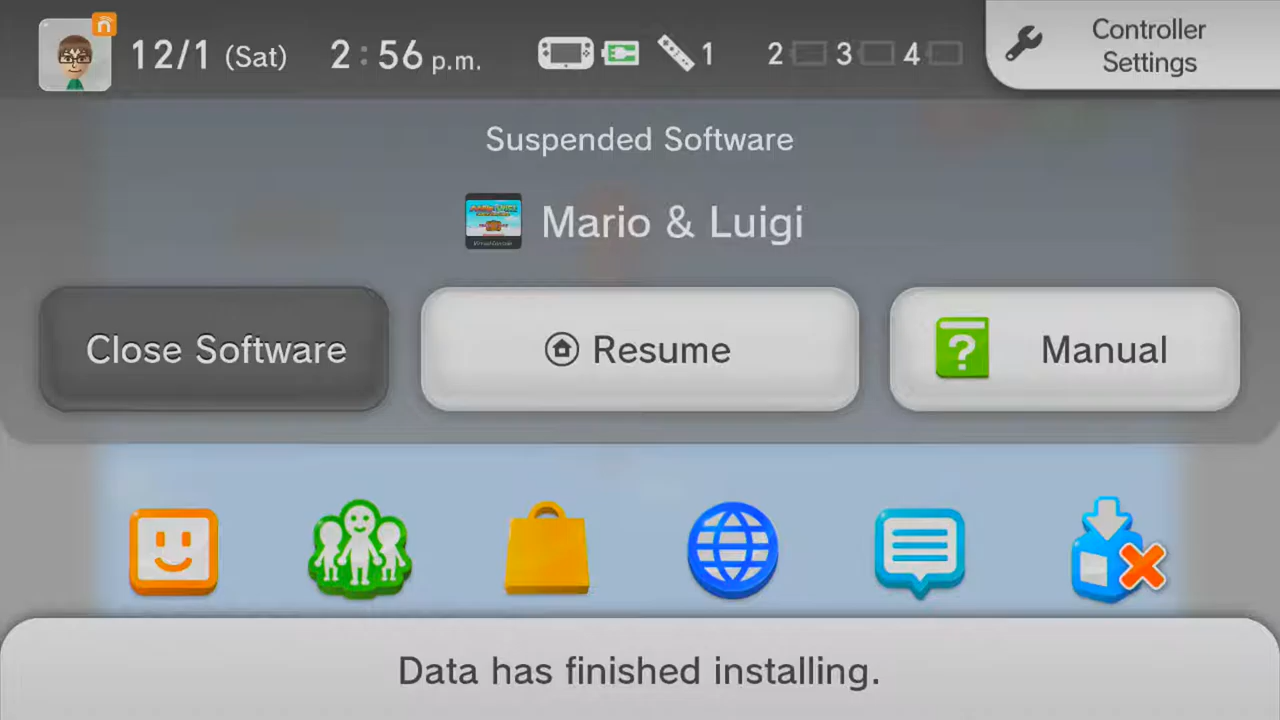 12/1 (Sat) 2:56 p.m. 1 2 3 4 Controller
Settings
Suspended Software
Mario & Luigi
Close Software Resume Manual
Data has finished installing.